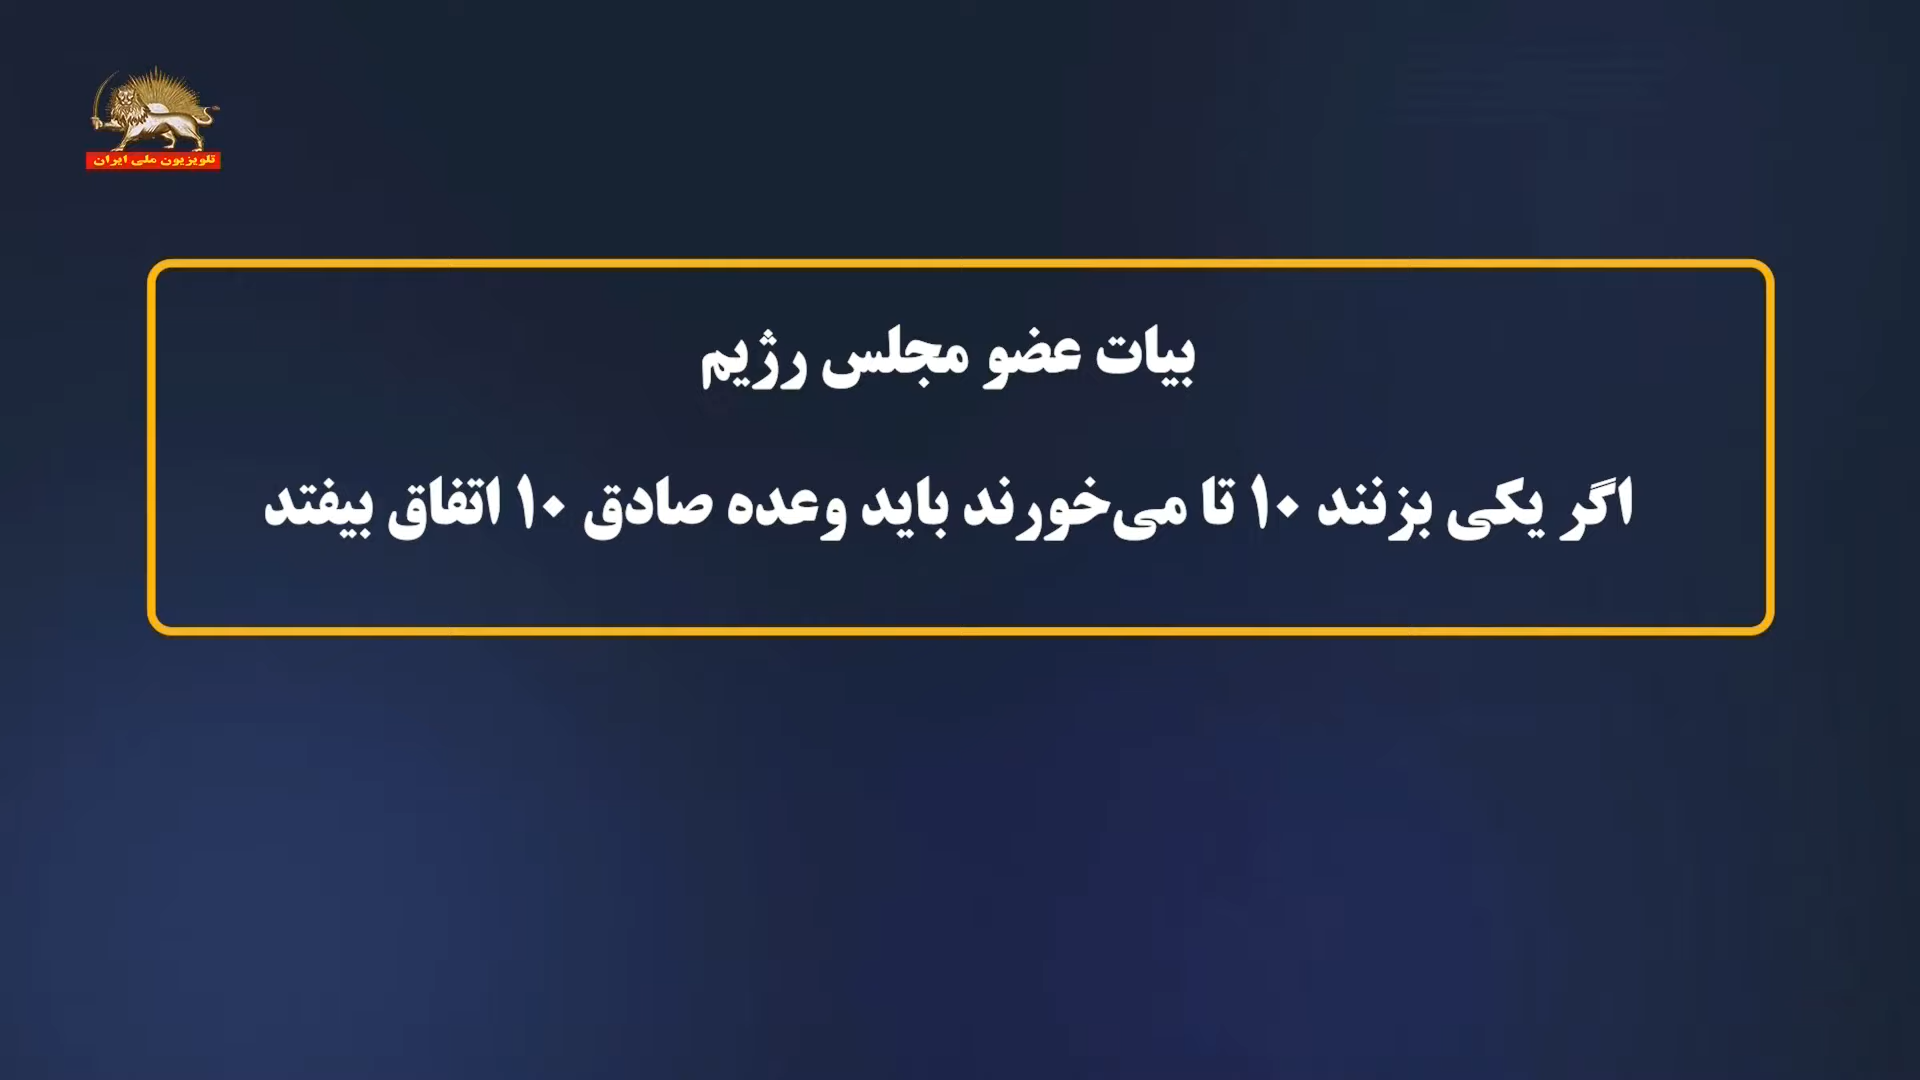 تلویزیون ملی ایران
بیات عضو مجلس رژیم
اگر یکی بزنند ۱۰ تا می‌خورند باید وعده صادق ۱۰ اتفاق بیفتد